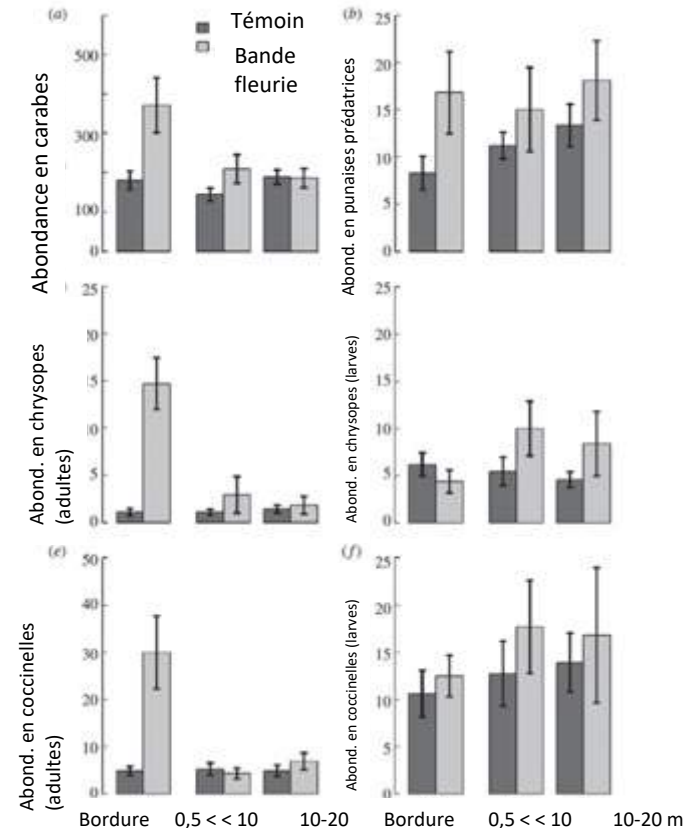 (a)
Témoin
Bande
fleurie
Abondance en carabes
500
300
100
0
(b)
Abond. en punaises prédatrices
25
20
15
10
5
0
Abond. en chrysopes
(adultes)
25
20
15
10
5
0
Abond. en chrysopes (larves)
25
20
15
10
5
0
(e)
Abond. en coccinelles
(adultes)
50
40
30
20
10
0
(f)
Abond. en coccinelles (larves)
25
20
15
10
5
0
Bordure 0,5 < < 10 10-20 Bordure 0,5 < < 10 10-20 m